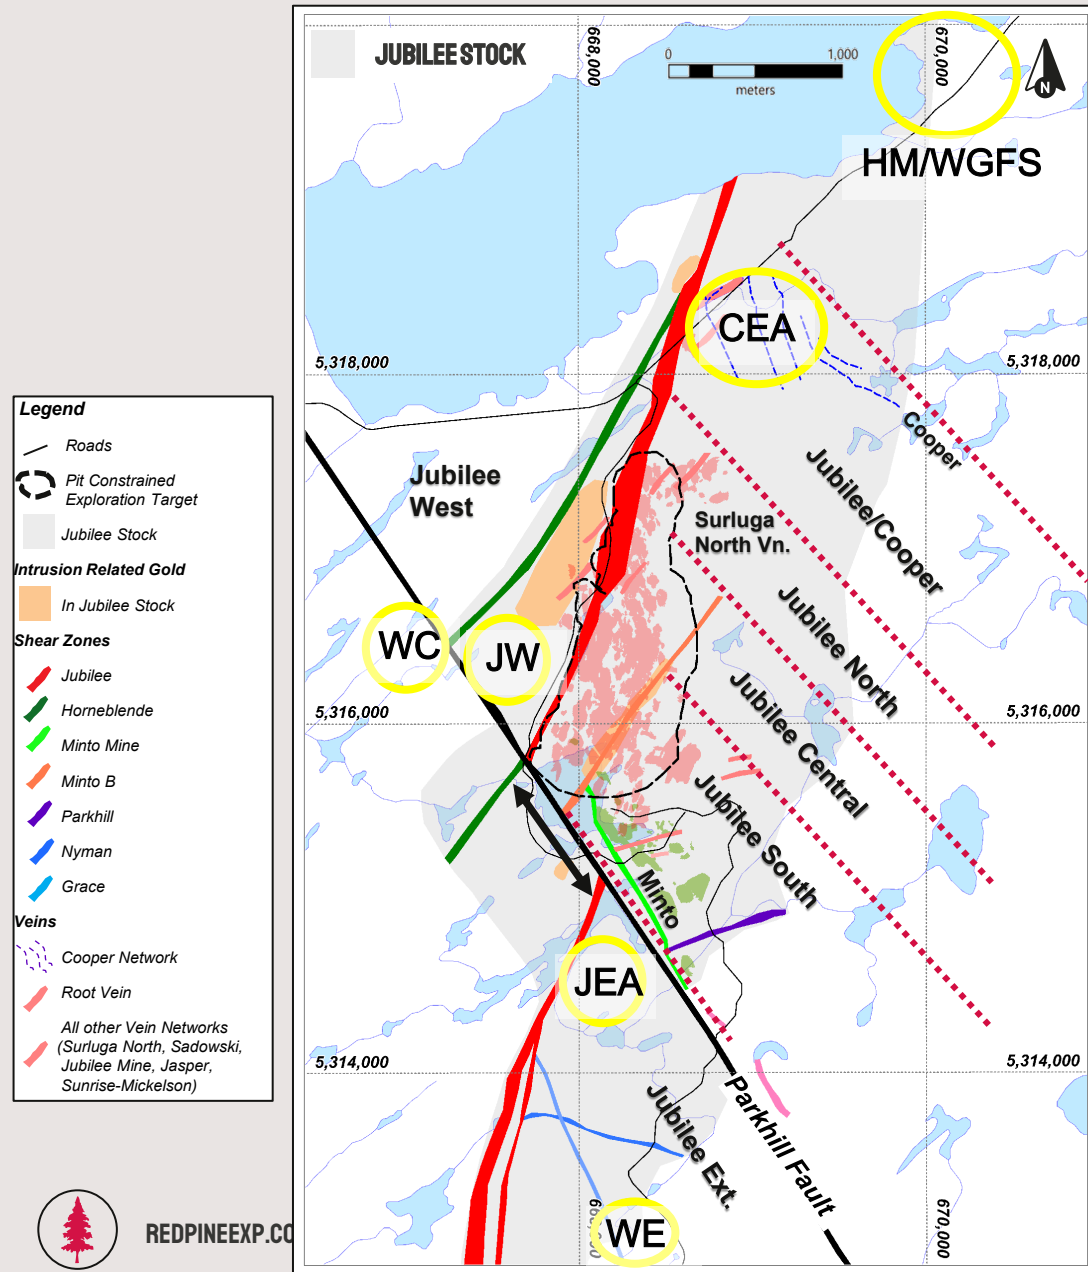 JUBILEE STOCK
668,000
0
1,000
meters
670,000
N
HM/WGFS
CEA
5,318,000
5,318,000
Cooper
Jubilee
West
Jubilee/Cooper
Surluga
North Vn.
Jubilee North
WC
JW
5,316,000
5,316,000
Jubilee Central
Jubilee South
Minto
JEA
5,314,000
5,314,000
Parkhill Fault
Jubilee Ext.
WE
670,000
Legend
Roads
Pit Constrained
Exploration Target
Jubilee Stock
Intrusion Related Gold
In Jubilee Stock
Shear Zones
Jubilee
Horneblende
Minto Mine
Minto B
Parkhill
Nyman
Grace
Veins
Cooper Network
Root Vein
All other Vein Networks
(Surluga North, Sadowski,
Jubilee Mine, Jasper,
Sunrise-Mickelson)
REDPINEEXP.CO